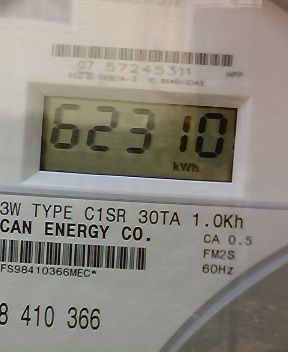 07 57245311
HPP
62310
kWh
3W TYPE C1SR 30TA 1.0Kh
CAN ENERGY CO.
CA 0.5
FM2S
60Hz
FS98410366MEC*
8 410 366